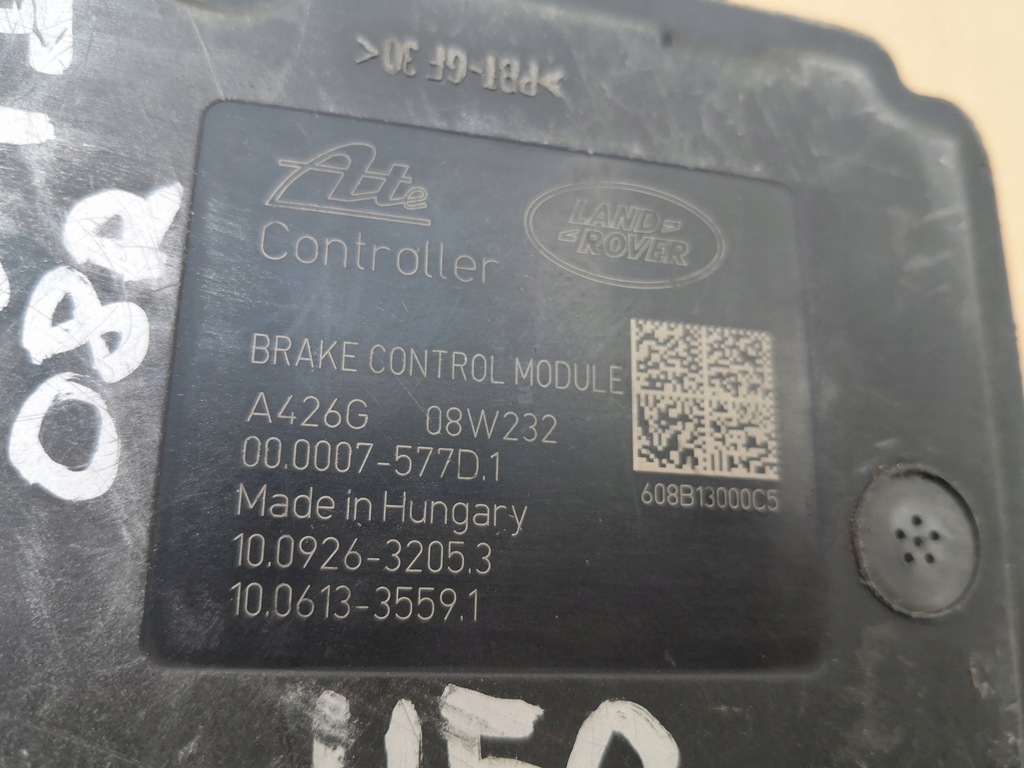 >PBT-GF 30<
Ate
Controller
LAND
ROVER
BRAKE CONTROL MODULE
A426G 08W232
00.0007-577D.1
608B13000C5
Made in Hungary
10.0926-3205.3
10.0613-3559.1
08R